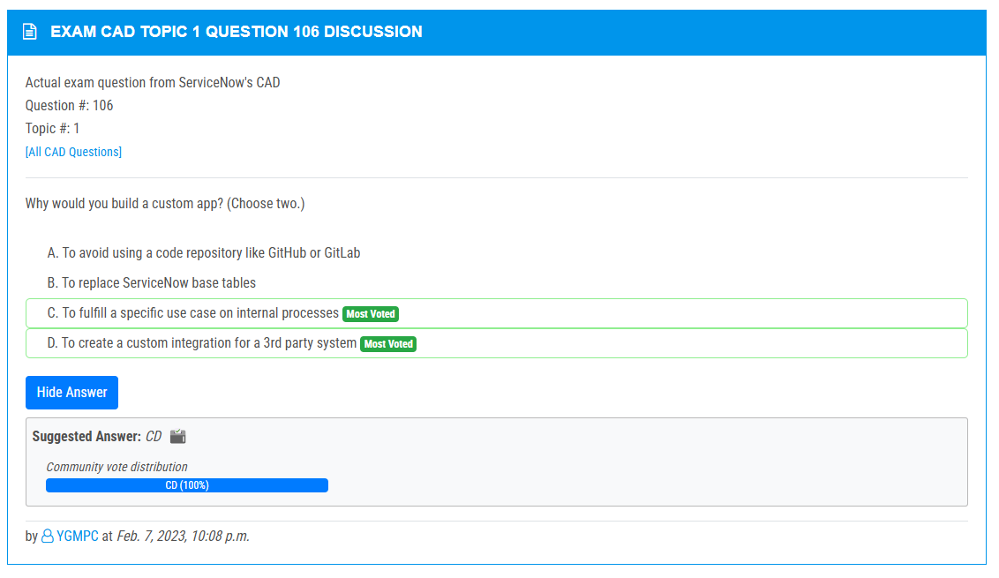 EXAM CAD TOPIC 1 QUESTION 106 DISCUSSION
Actual exam question from ServiceNow's CAD
Question #: 106
Topic #: 1
[All CAD Questions]
Why would you build a custom app? (Choose two.)
A. To avoid using a code repository like GitHub or GitLab
B. To replace ServiceNow base tables
C. To fulfill a specific use case on internal processes Most Voted
D. To create a custom integration for a 3rd party system Most Voted
Hide Answer
Suggested Answer: CD
Community vote distribution
CD (100%)
by YGMPC at Feb. 7, 2023, 10:08 p.m.